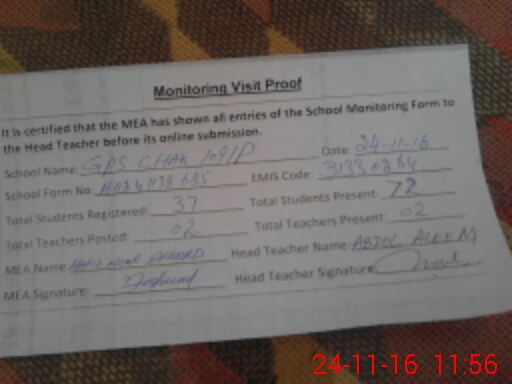 Monitoring Visit Proof
It is certified that the MEA has shown all entries of the School Monitoring Form to
the Head Teacher before its online submission.
School Name: GPS CHAK 109/P Date: 24-11-16
School Form No: EMIS Code: 31330264
Total Students Registered: 37 Total Students Present: 72
Total Teachers Posted: 02 Total Teachers Present: 02
MEA Name: Head Teacher Name: ABDUL ALEEM
MEA Signature: Head Teacher Signature:
24-11-16 11:56